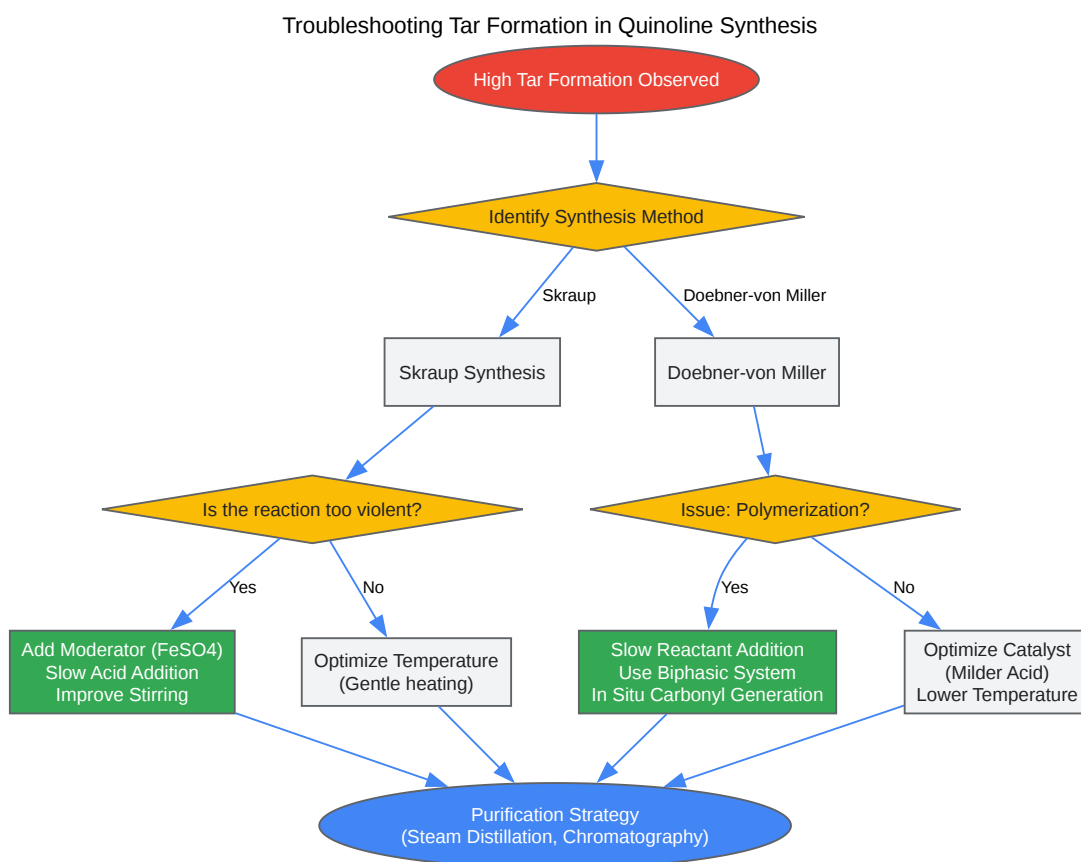 Troubleshooting Tar Formation in Quinoline Synthesis
High Tar Formation Observed
Identify Synthesis Method
Skraup
Doebner-von Miller
Skraup Synthesis
Doebner-von Miller
Is the reaction too violent?
Issue: Polymerization?
Yes
No
Yes
No
Add Moderator (FeSO4)
Slow Acid Addition
Improve Stirring
Optimize Temperature
(Gentle heating)
Slow Reactant Addition
Use Biphasic System
In Situ Carbonyl Generation
Optimize Catalyst
(Milder Acid)
Lower Temperature
Purification Strategy
(Steam Distillation, Chromatography)